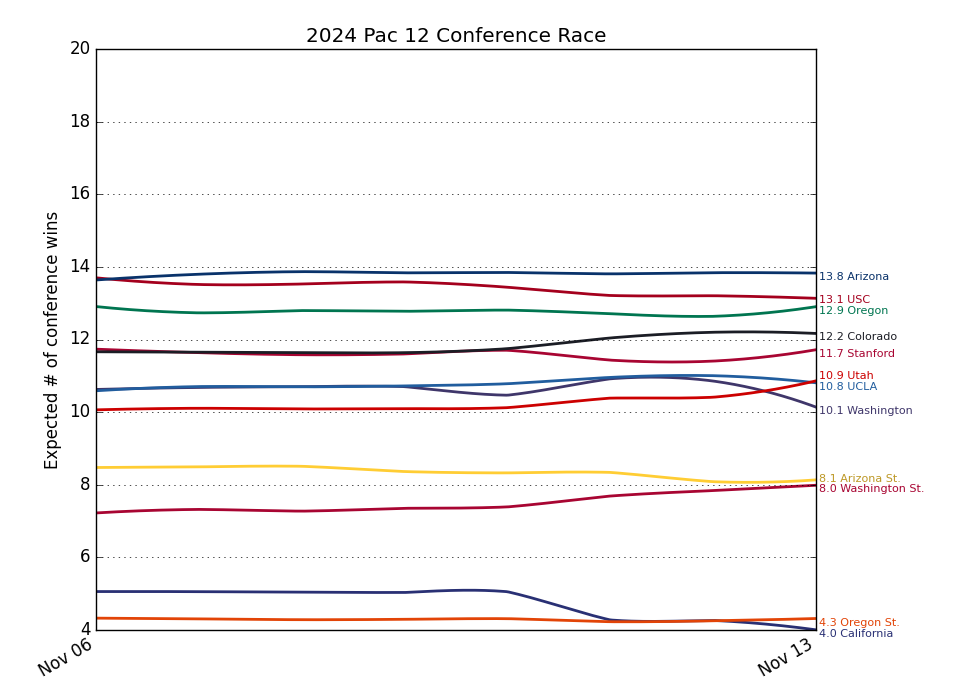 2024 Pac 12 Conference Race
Expected # of conference wins
20
18
16
14
12
10
8
6
4
Nov 06
Nov 13
13.8 Arizona
13.1 USC
12.9 Oregon
12.2 Colorado
11.7 Stanford
10.9 Utah
10.8 UCLA
10.1 Washington
8.1 Arizona St.
8.0 Washington St.
4.3 Oregon St.
4.0 California